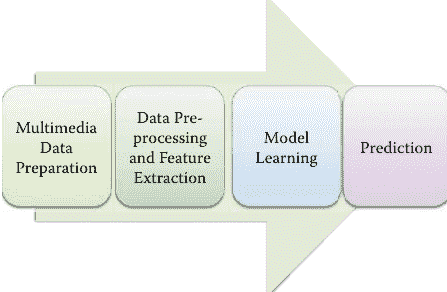 Multimedia
Data
Preparation
Data Pre-
processing
and Feature
Extraction
Model
Learning
Prediction